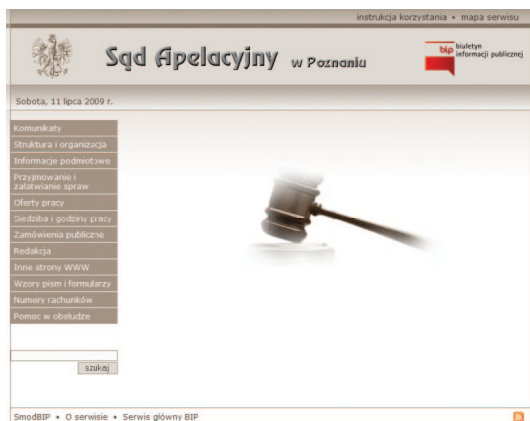 instrukcja korzystania • mapa serwisu
Sąd Apelacyjny w Poznaniu
bip biuletyn
informacji publicznej
Sobota, 11 lipca 2009 r.
Komunikaty
Struktura i organizacja
Informacje podmiotowe
Przyjmowanie i
załatwianie spraw
Oferty pracy
Siedziba i godziny pracy
Zamówienia publiczne
Redakcja
Inne strony WWW
Wzory pism i formularzy
Numery rachunków
Pomoc w obsłudze
szukaj
SmodBIP • O serwisie • Serwis główny BIP